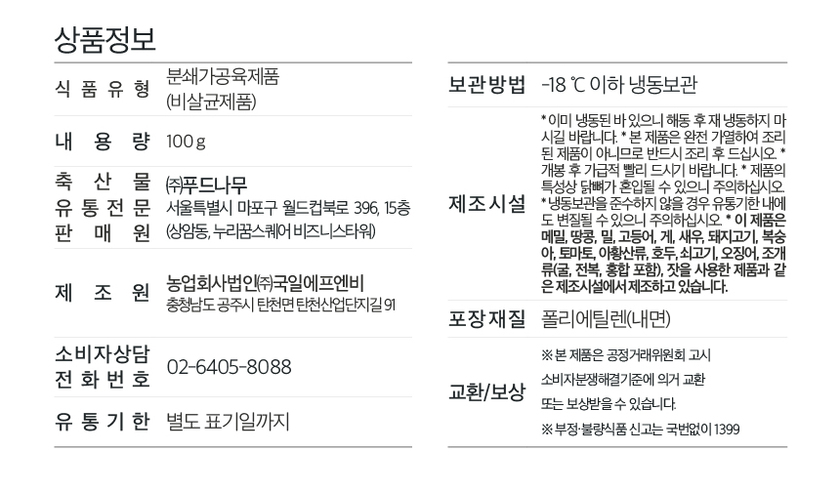 상품정보
식품유형
분쇄가공육제품
(비살균제품)
내용량
100g
축산물
유통전문
판매원
㈜푸드나무
서울특별시 마포구 월드컵북로 396, 15층
(상암동, 누리꿈스퀘어 비즈니스타워)
제조원
농업회사법인㈜국일에프엔비
충청남도 공주시 탄천면 탄천산업단지길 91
소비자상담
전화번호
02-6405-8088
유통기한
별도 표기일까지
보관방법
-18 ℃ 이하 냉동보관
제조시설
* 이미 냉동된 바 있으니 해동 후 재 냉동하지 마
시길 바랍니다. * 본 제품은 완전 가열하여 조리
된 제품이 아니므로 반드시 조리 후 드십시오. *
개봉 후 가급적 빨리 드시기 바랍니다. * 제품의
특성상 닭뼈가 혼입될 수 있으니 주의하십시오.
* 냉동보관을 준수하지 않을 경우 유통기한 내에
도 변질될 수 있으니 주의하십시오. * 이 제품은
메밀, 땅콩, 밀, 고등어, 게, 새우, 돼지고기, 복숭
아, 토마토, 아황산류, 호두, 쇠고기, 오징어, 조개
류(굴, 전복, 홍합 포함), 잣을 사용한 제품과 같
은 제조시설에서 제조하고 있습니다.
포장재질
폴리에틸렌(내면)
교환/보상
※ 본 제품은 공정거래위원회 고시
소비자분쟁해결기준에 의거 교환
또는 보상받을 수 있습니다.
※ 부정·불량식품 신고는 국번없이 1399